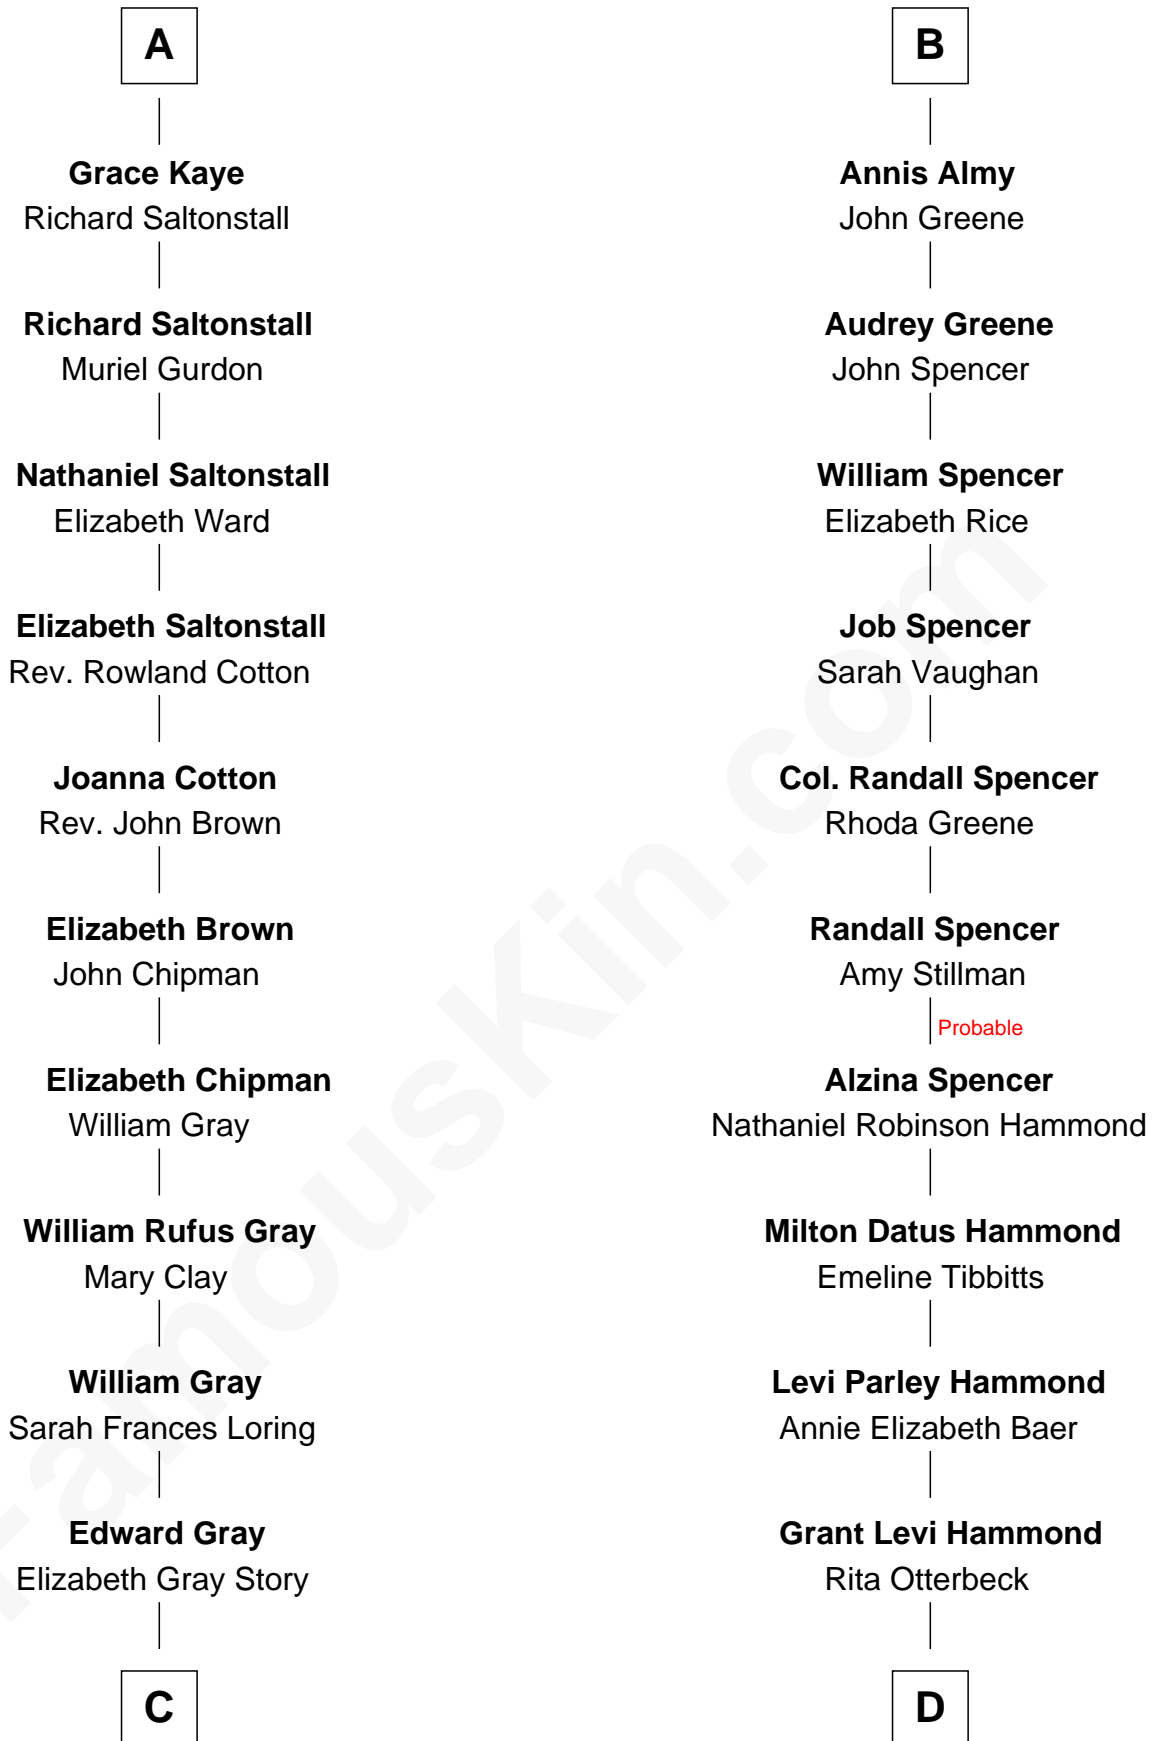 A
Grace Kaye
Richard Saltonstall
Richard Saltonstall
Muriel Gurdon
Nathaniel Saltonstall
Elizabeth Ward
Elizabeth Saltonstall
Rev. Rowland Cotton
Joanna Cotton
Rev. John Brown
Elizabeth Brown
John Chipman
Elizabeth Chipman
William Gray
William Rufus Gray
Mary Clay
William Gray
Sarah Frances Loring
Edward Gray
Elizabeth Gray Story
C
B
Annis Almy
John Greene
Audrey Greene
John Spencer
William Spencer
Elizabeth Rice
Job Spencer
Sarah Vaughan
Col. Randall Spencer
Rhoda Greene
Randall Spencer
Amy Stillman
Probable
Alzina Spencer
Nathaniel Robinson Hammond
Milton Datus Hammond
Emeline Tibbitts
Levi Parley Hammond
Annie Elizabeth Baer
Grant Levi Hammond
Rita Otterbeck
D
FamousKin.com